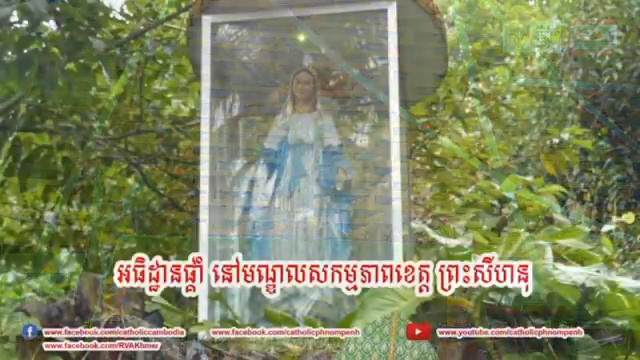 អធិដ្ឋានផ្គាំ នៅមណ្ឌលសកម្មភាពខេត្ត ព្រះសីហនុ
www.facebook.com/catholiccambodia www.facebook.com/catholicphnompenh www.youtube.com/catholicphnompenh
www.facebook.com/RVAKhmer